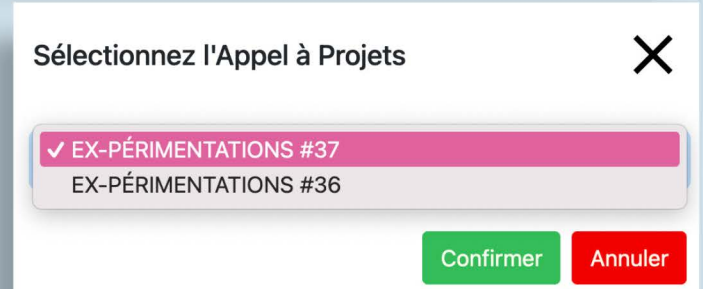 Sélectionnez l'Appel à Projets
✓ EX-PÉRIMENTATIONS #37
EX-PÉRIMENTATIONS #36
Confirmer
Annuler